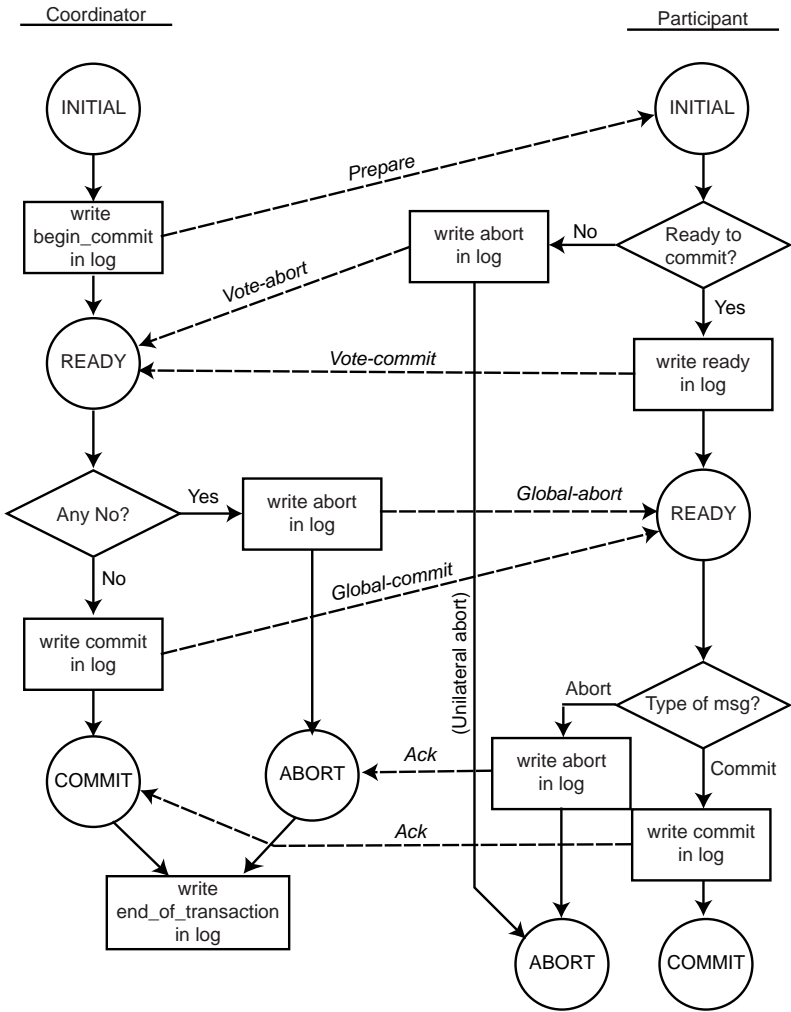 Coordinator
Participant
INITIAL
INITIAL
Prepare
write
begin_commit
in log
write abort
in log
No
Ready to
commit?
Vote-abort
Yes
READY
Vote-commit
write ready
in log
Any No?
Yes
write abort
in log
Global-abort
READY
No
Global-commit
write commit
in log
(Unilateral abort)
Abort
Type of msg?
COMMIT
ABORT
Ack
write abort
in log
Commit
Ack
write commit
in log
write
end_of_transaction
in log
ABORT
COMMIT